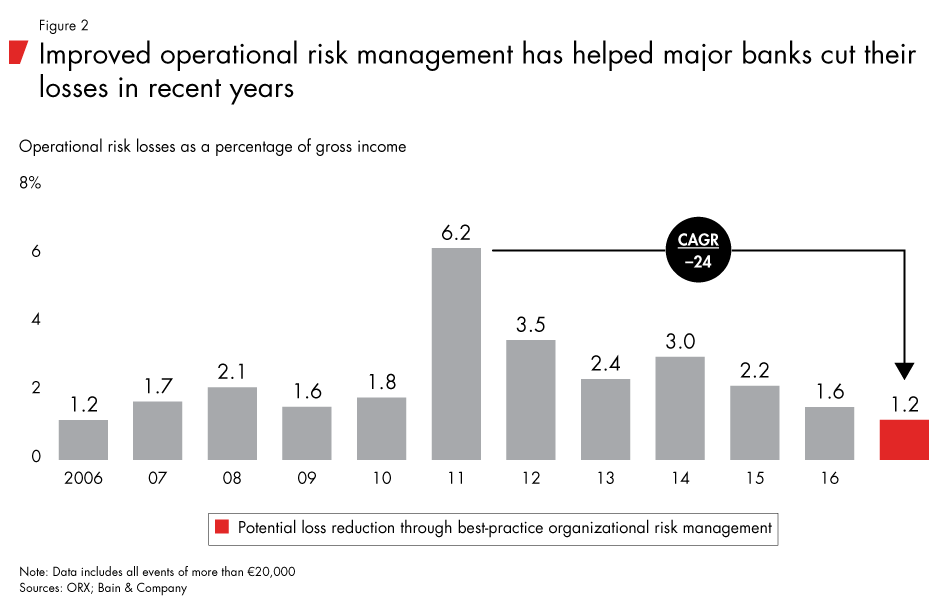 Figure 2
Improved operational risk management has helped major banks cut their
losses in recent years
Operational risk losses as a percentage of gross income
8%
6
4
2
0
1.2
1.7
2.1
1.6
1.8
6.2
3.5
2.4
3.0
2.2
1.6
1.2
CAGR
–24
2006 07 08 09 10 11 12 13 14 15 16
Potential loss reduction through best-practice organizational risk management
Note: Data includes all events of more than €20,000
Sources: ORX; Bain & Company